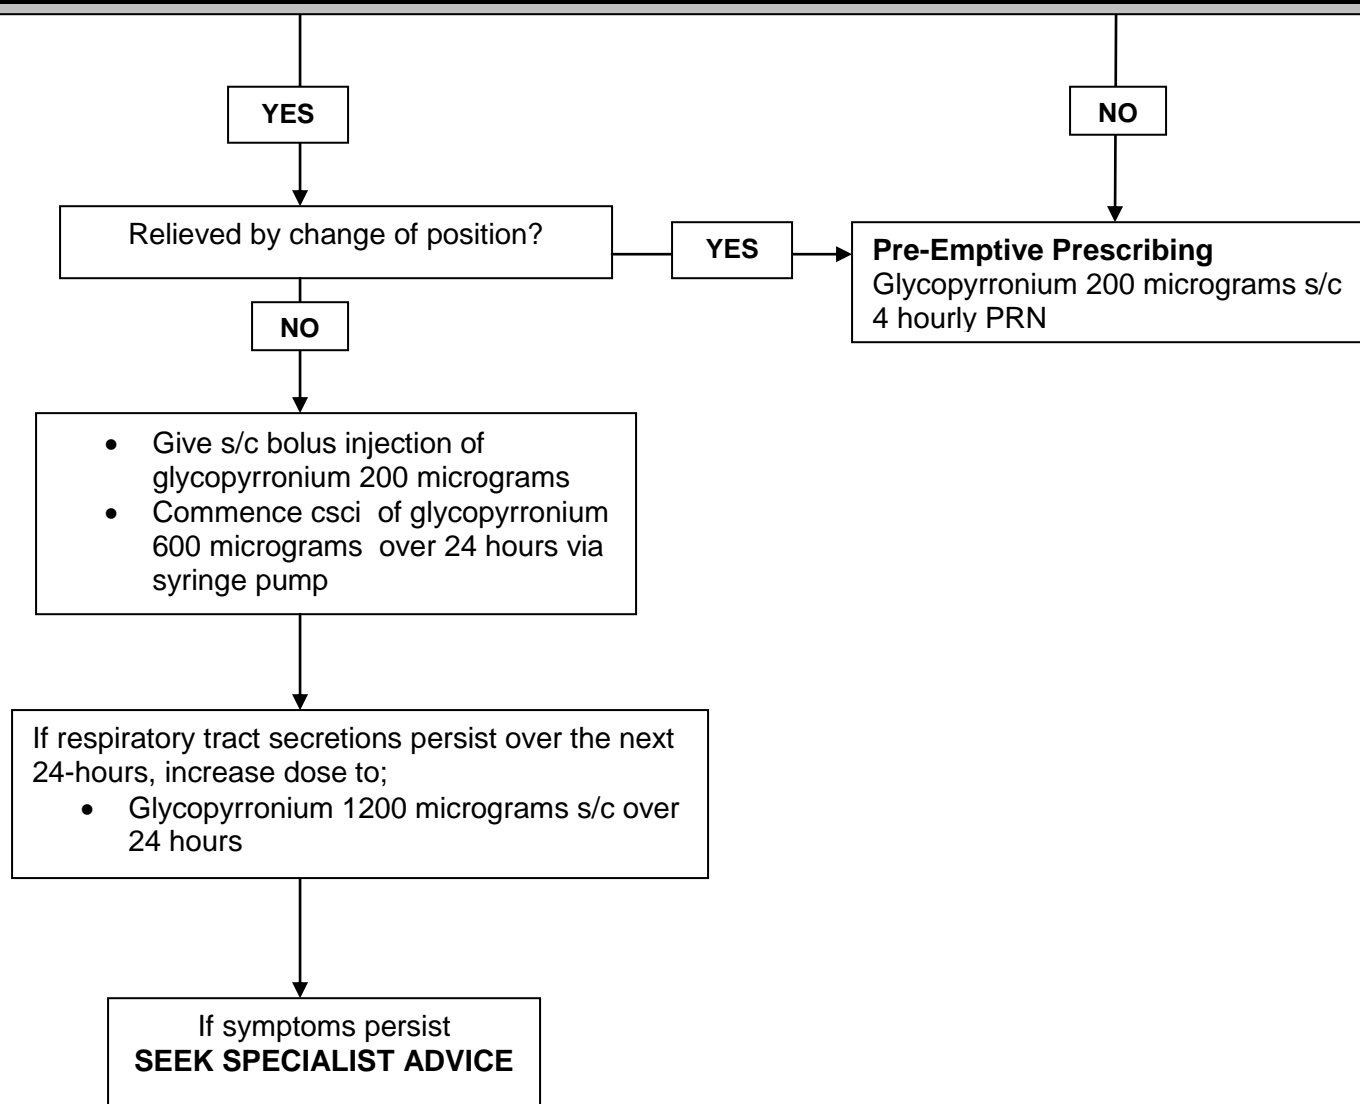 YES
NO
Relieved by change of position?
YES
Pre-Emptive Prescribing
Glycopyrronium 200 micrograms s/c
4 hourly PRN
NO
• Give s/c bolus injection of
glycopyrronium 200 micrograms
• Commence csci of glycopyrronium
600 micrograms over 24 hours via
syringe pump
If respiratory tract secretions persist over the next
24-hours, increase dose to;
• Glycopyrronium 1200 micrograms s/c over
24 hours
If symptoms persist
SEEK SPECIALIST ADVICE